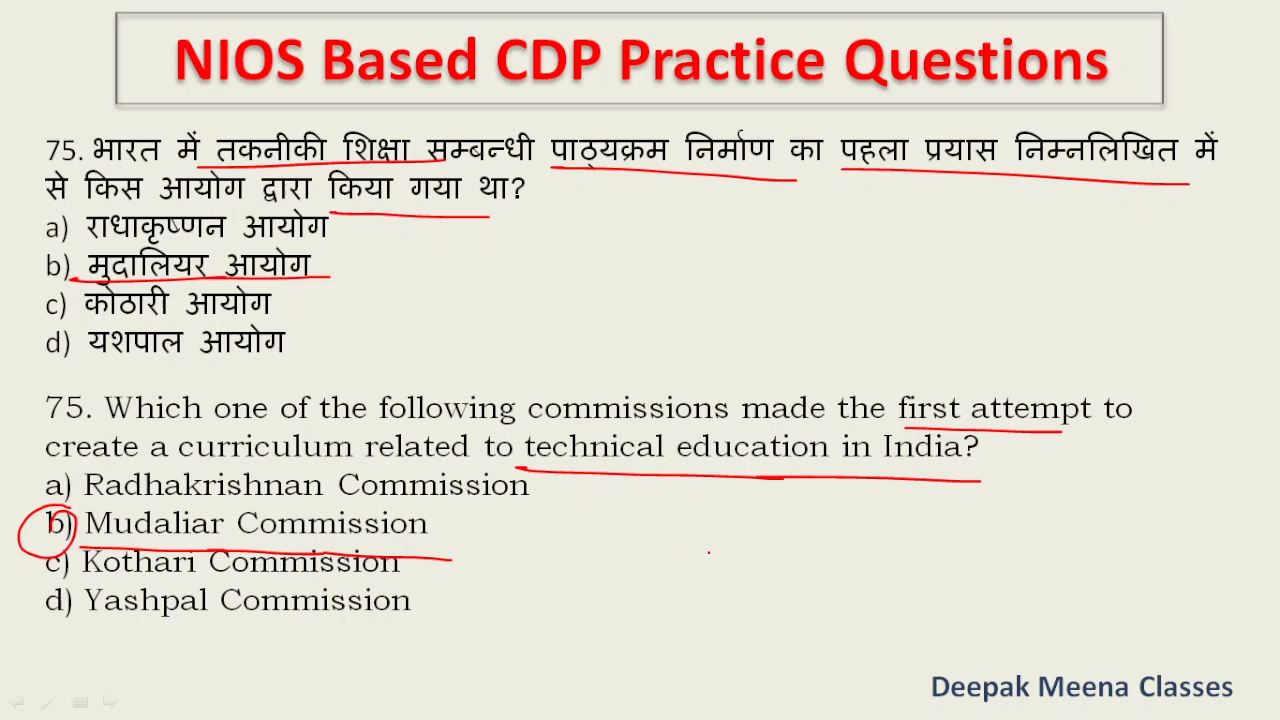 NIOS Based CDP Practice Questions
75. भारत में तकनीकी शिक्षा सम्बन्धी पाठ्यक्रम निर्माण का पहला प्रयास निम्नलिखित में
से किस आयोग द्वारा किया गया था?
a) राधाकृष्णन आयोग
b) मुदालियर आयोग
c) कोठारी आयोग
d) यशपाल आयोग
75. Which one of the following commissions made the first attempt to
create a curriculum related to technical education in India?
a) Radhakrishnan Commission
b) Mudaliar Commission
c) Kothari Commission
d) Yashpal Commission
Deepak Meena Classes